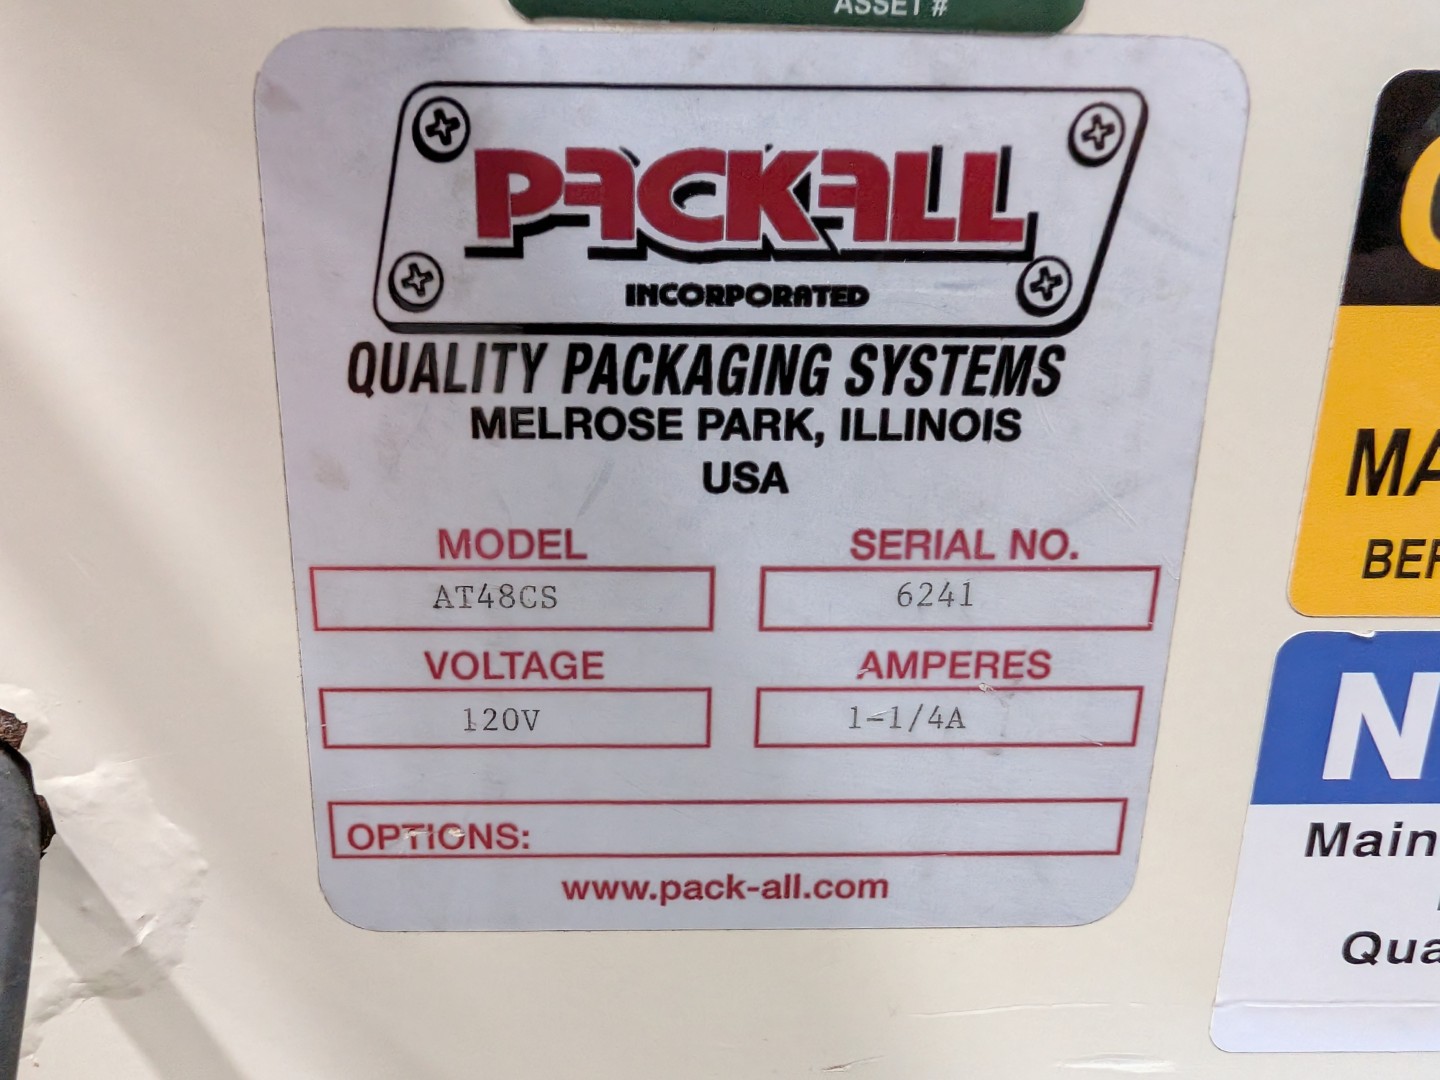 ASSET #
PACKALL
INCORPORATED
QUALITY PACKAGING SYSTEMS
MELROSE PARK, ILLINOIS
USA
MODEL SERIAL NO.
AT48CS 6241
VOLTAGE AMPERES
120V 1-1/4A
OPTIONS:
www.pack-all.com
MA
BEF
N
Main
Qua